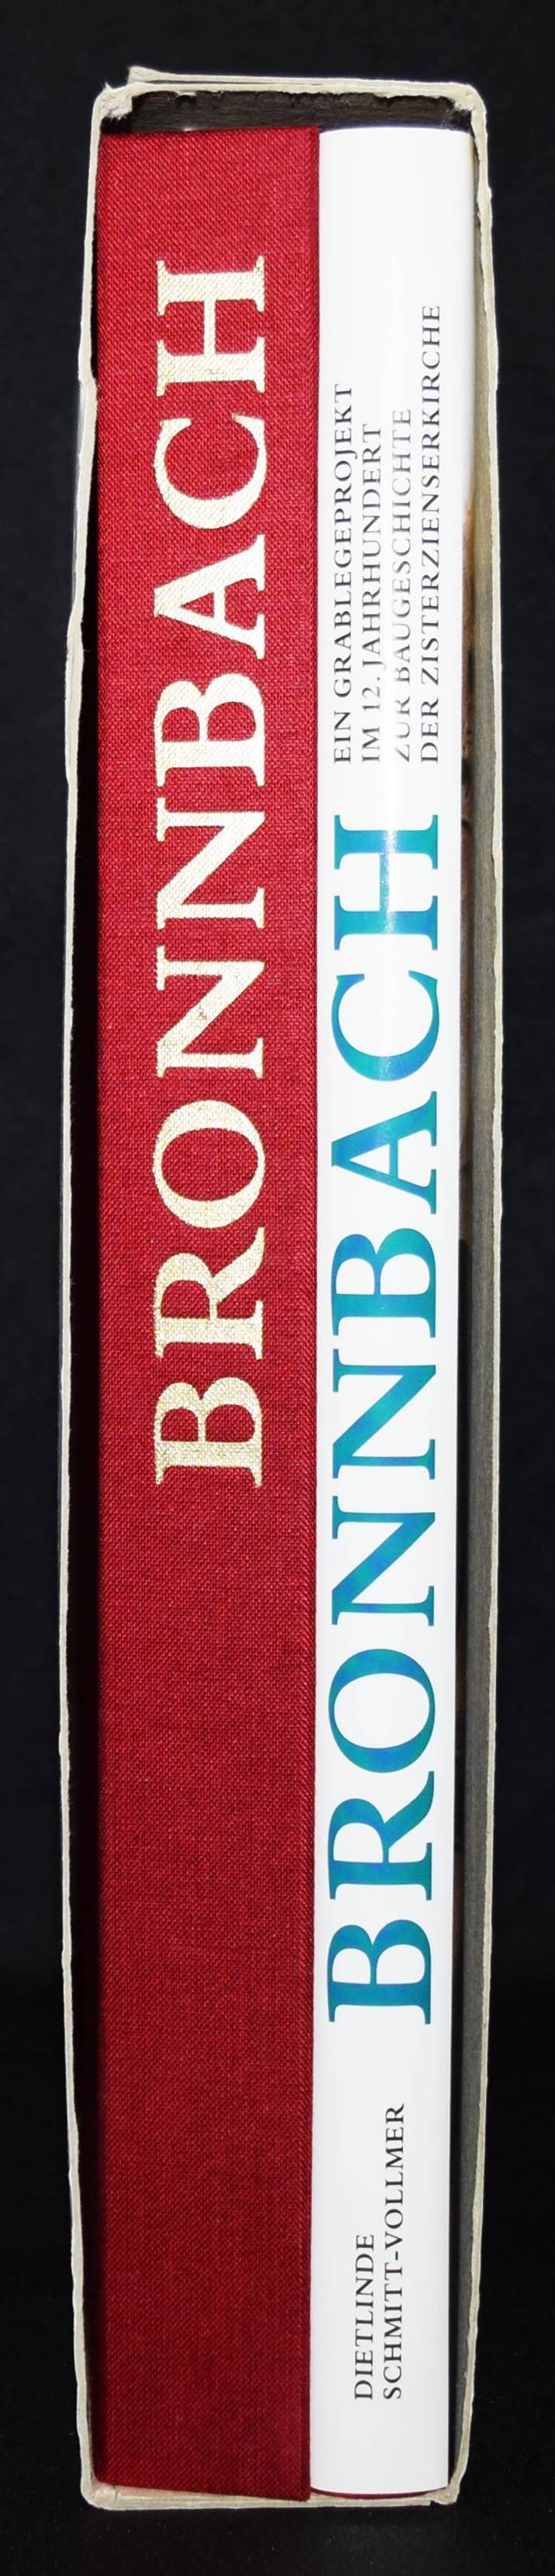 BRONNBACH
DIETLINDE
SCHMITT-VOLLMER
BRONNBACH
EIN GRABLEGEPROJEKT
IM 12. JAHRHUNDERT
ZUR BAUGESCHICHTE
DER ZISTERZIENSERKIRCHE